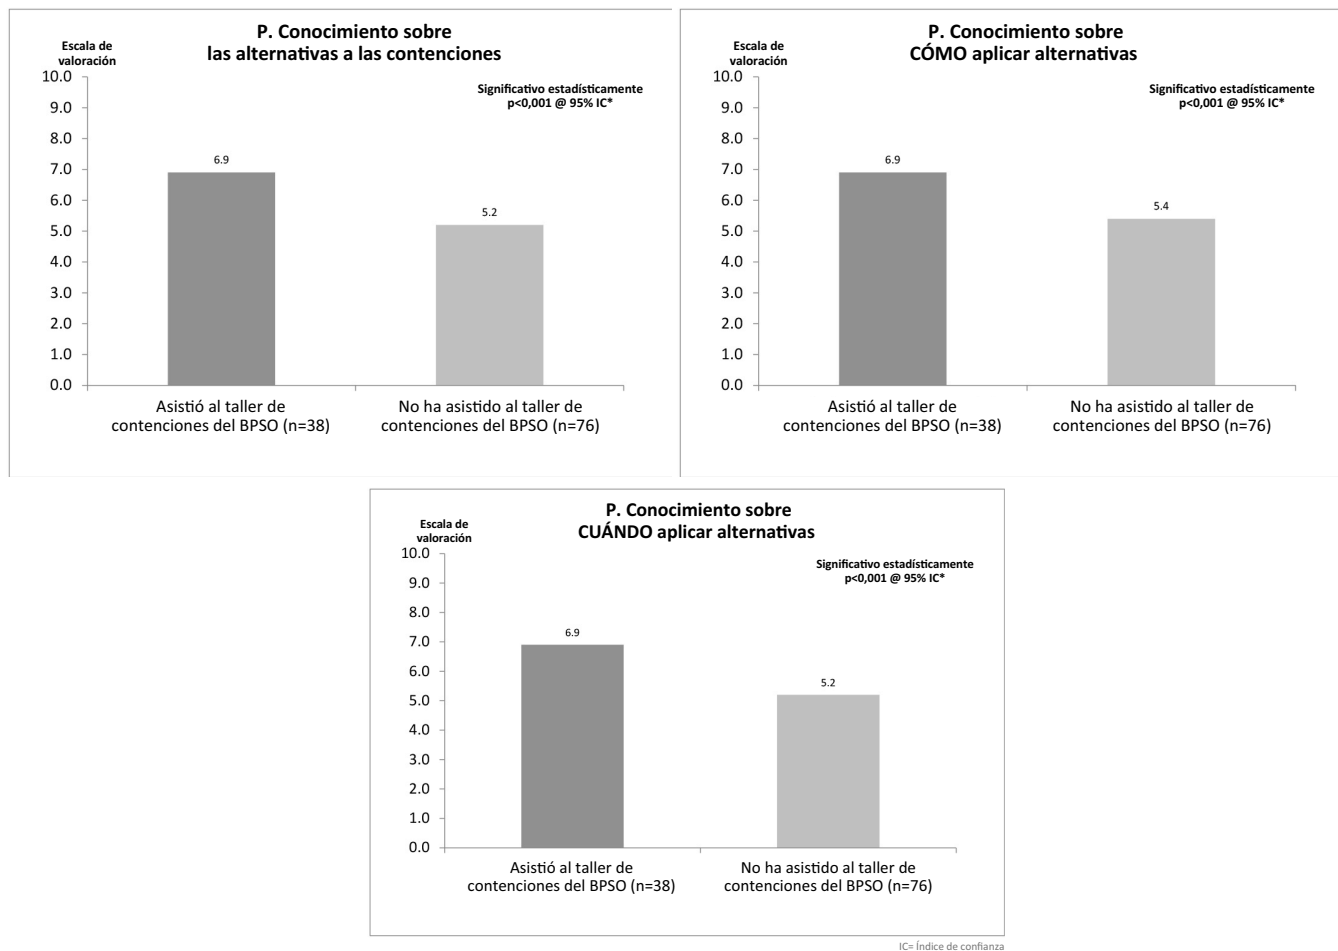 P. Conocimiento sobre
las alternativas a las contenciones
Escala de
valoración
Significativo estadísticamente
p<0,001 @ 95% IC*
10.0
9.0
8.0
7.0
6.0
5.0
4.0
3.0
2.0
1.0
0.0
6.9
5.2
Asistió al taller de
contenciones del BPSO (n=38)
No ha asistido al taller de
contenciones del BPSO (n=76)
P. Conocimiento sobre
CÓMO aplicar alternativas
Escala de
valoración
Significativo estadísticamente
p<0,001 @ 95% IC*
10.0
9.0
8.0
7.0
6.0
5.0
4.0
3.0
2.0
1.0
0.0
6.9
5.4
Asistió al taller de
contenciones del BPSO (n=38)
No ha asistido al taller de
contenciones del BPSO (n=76)
P. Conocimiento sobre
CUÁNDO aplicar alternativas
Escala de
valoración
Significativo estadísticamente
p<0,001 @ 95% IC*
10.0
9.0
8.0
7.0
6.0
5.0
4.0
3.0
2.0
1.0
0.0
6.9
5.2
Asistió al taller de
contenciones del BPSO (n=38)
No ha asistido al taller de
contenciones del BPSO (n=76)
IC= Índice de confianza